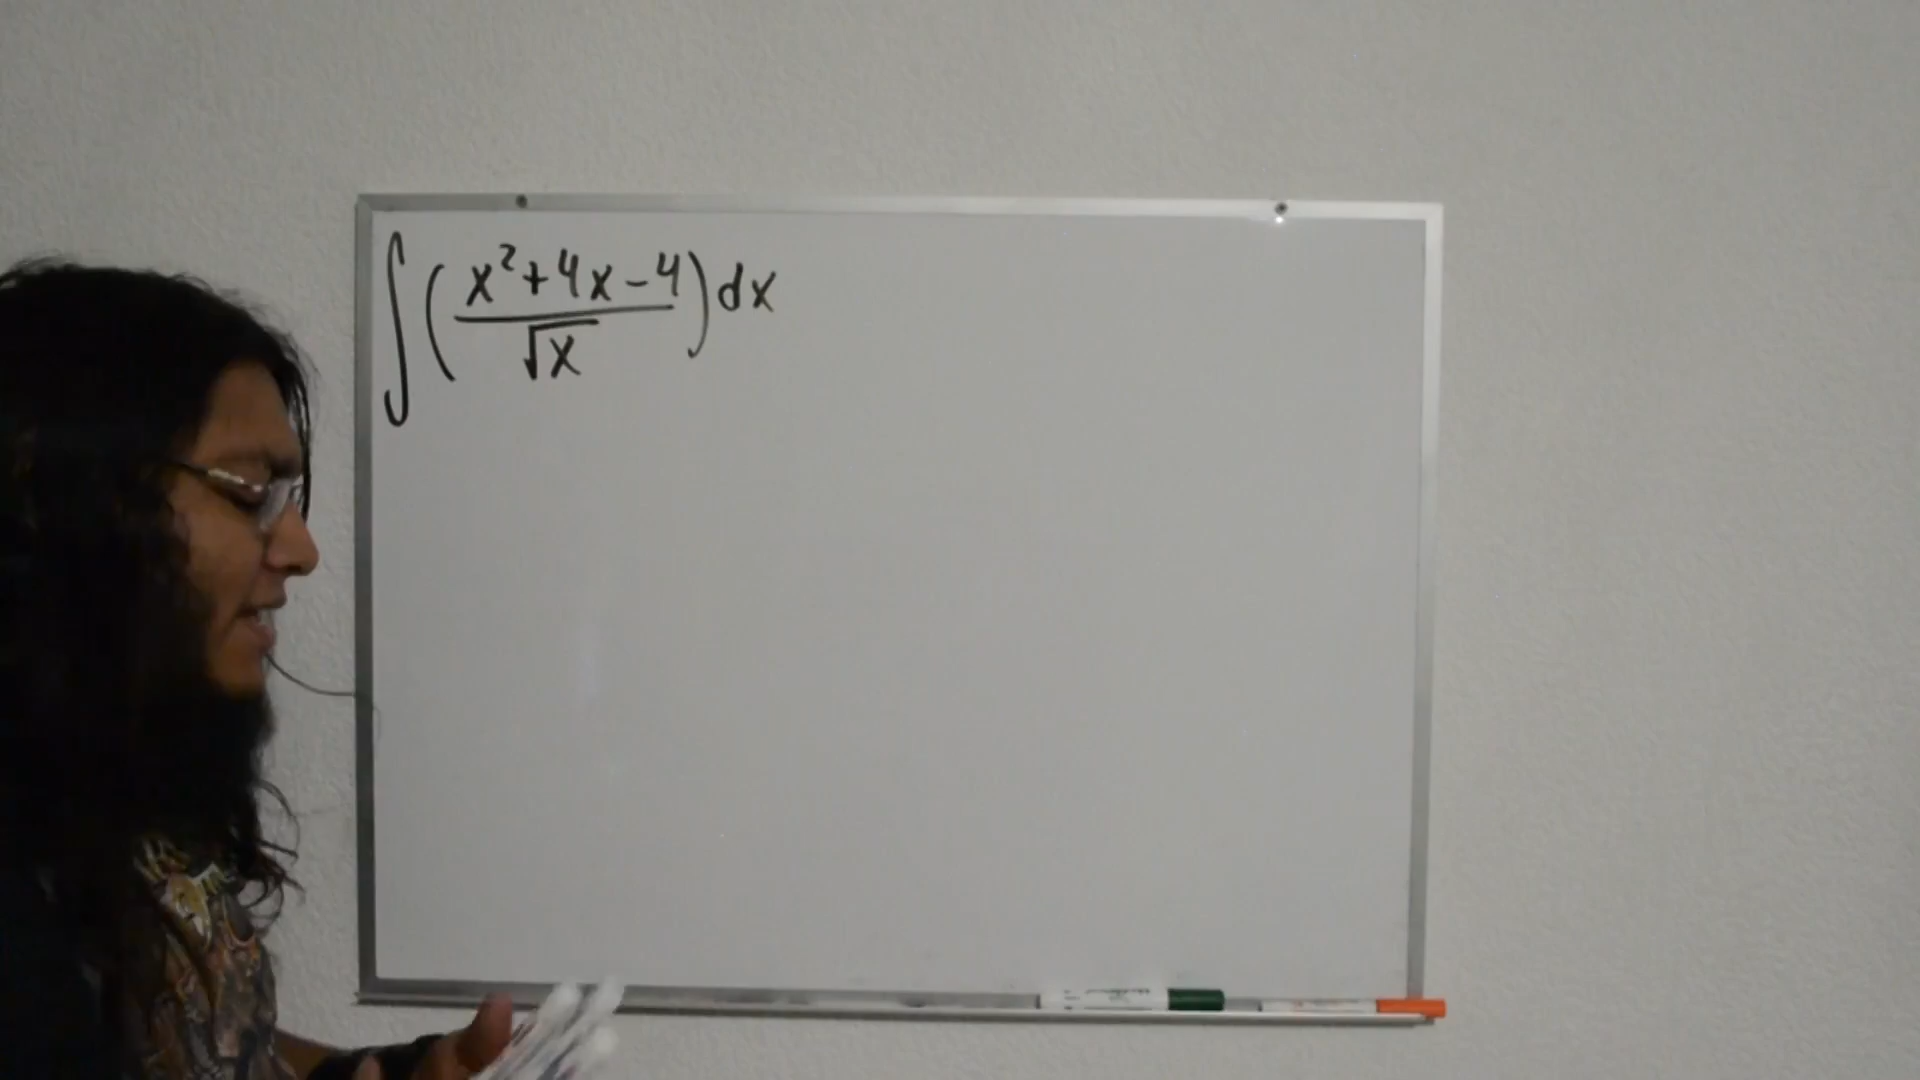 ∫ ( (x² + 4x - 4) / √x ) dx